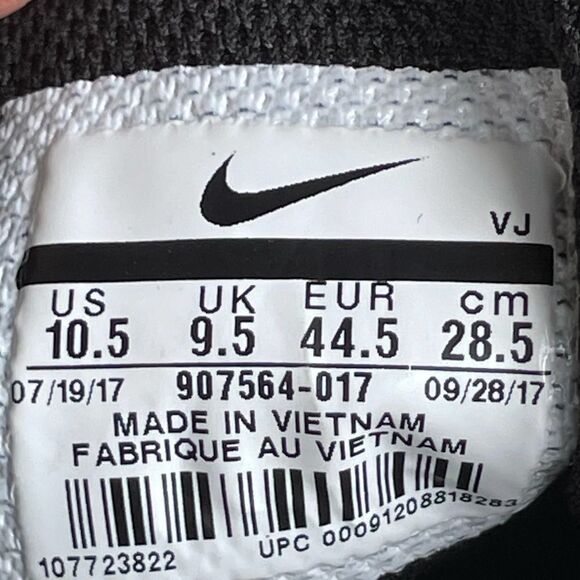 VJ
US UK EUR cm
10.5 9.5 44.5 28.5
07/19/17 907564-017 09/28/17
MADE IN VIETNAM
FABRIQUE AU VIETNAM
107723822 UPC 00091208818283